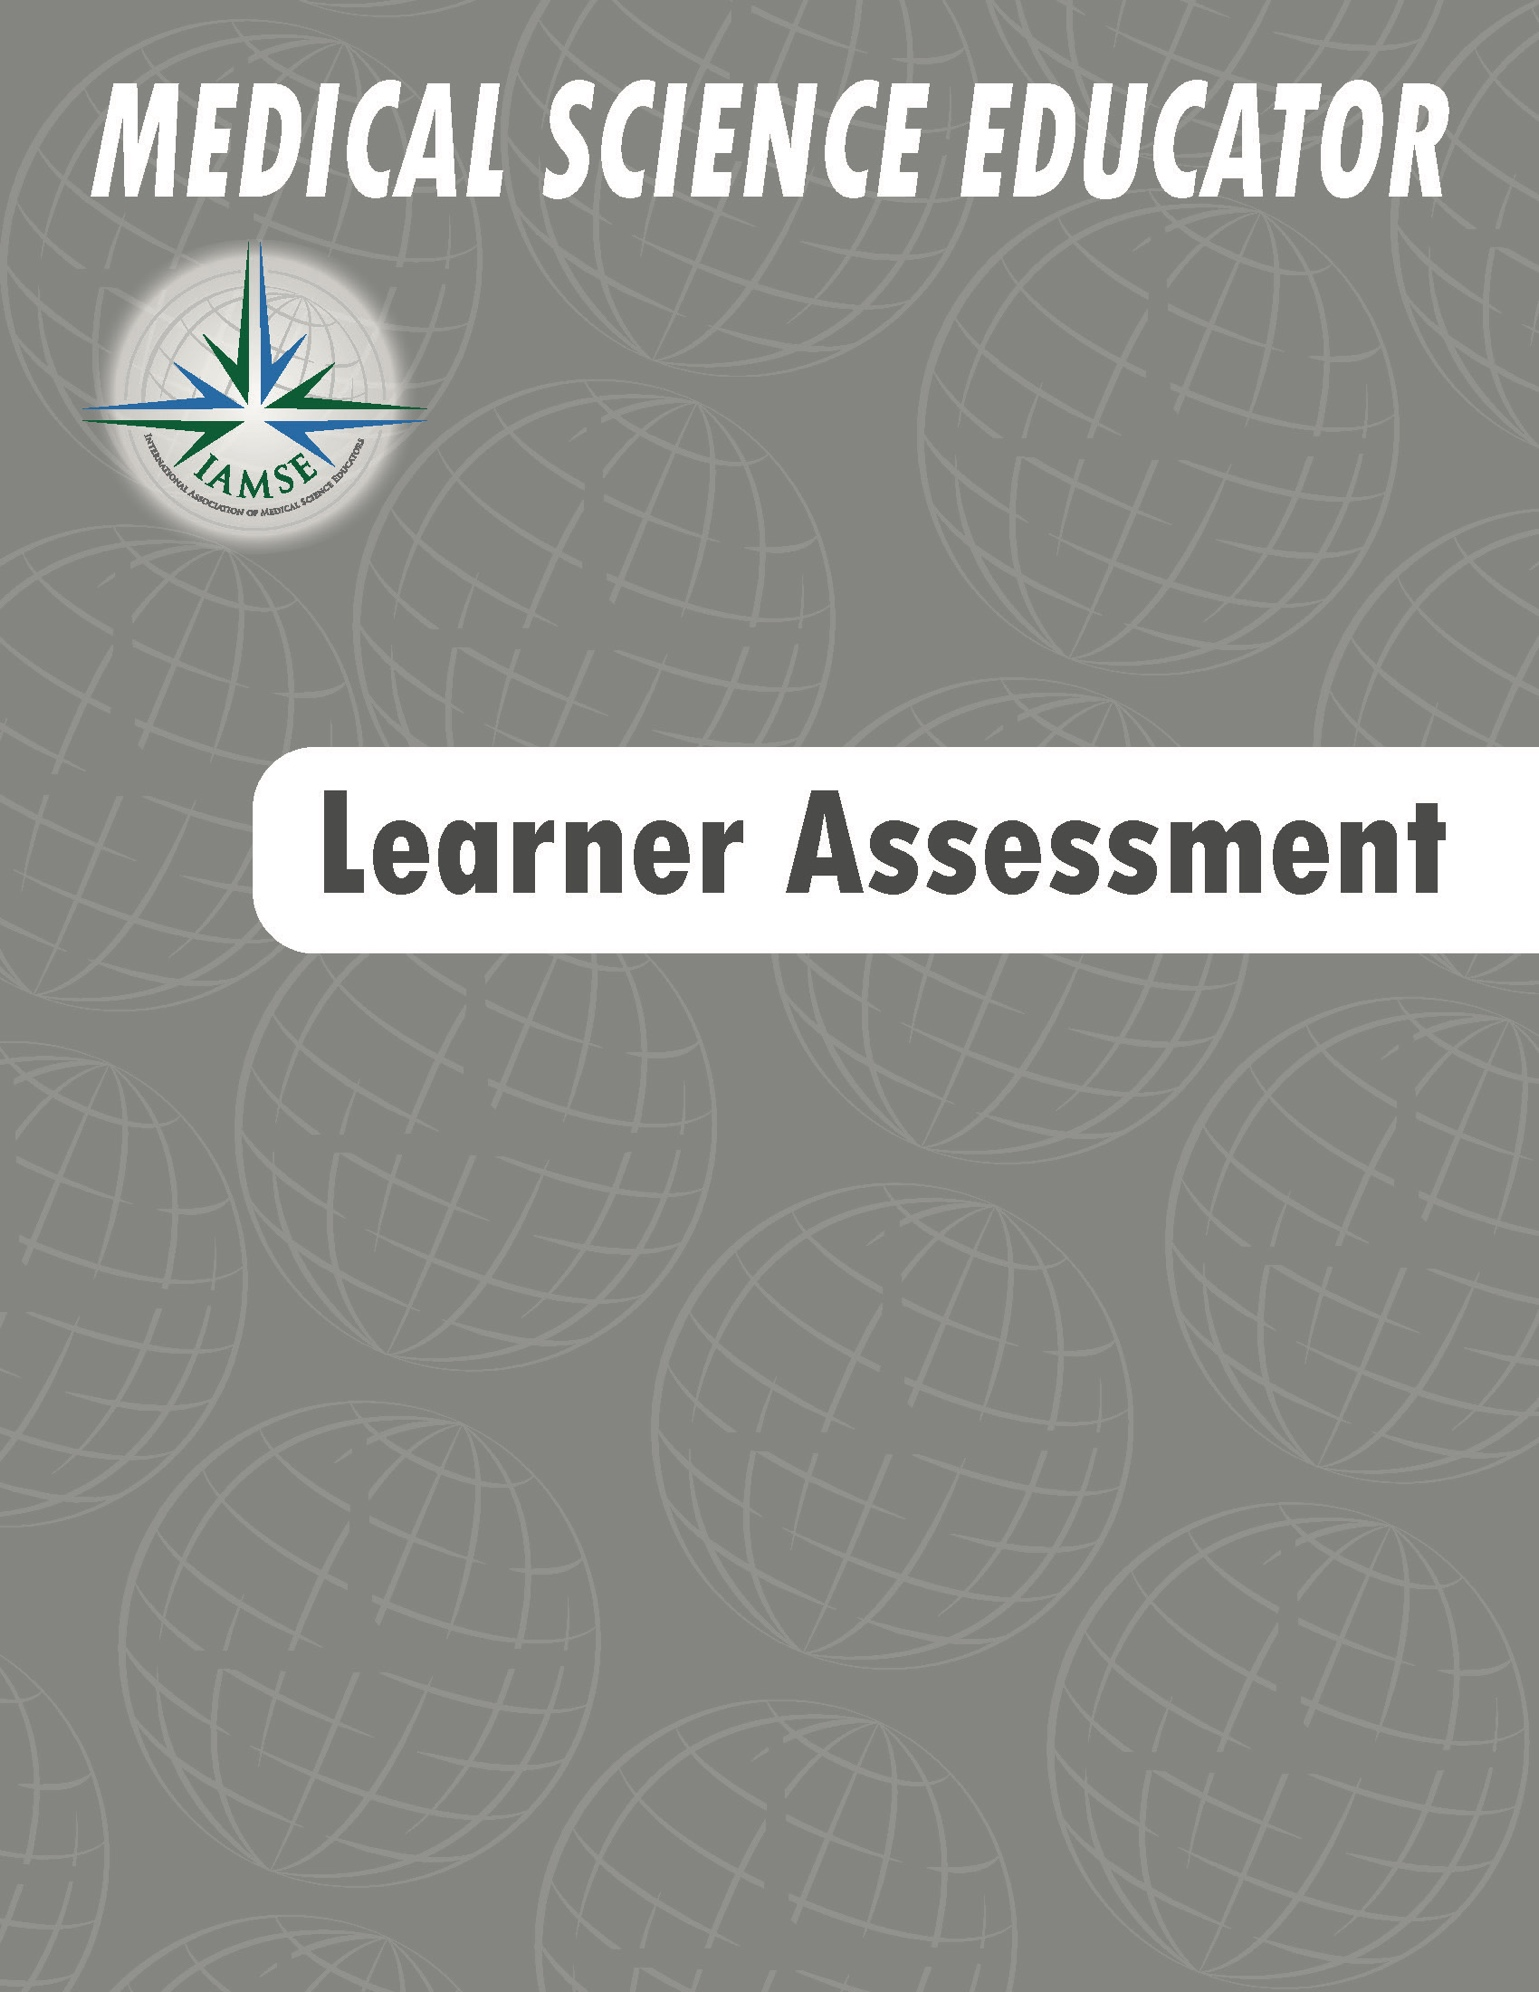 MEDICAL SCIENCE EDUCATOR
IAMSE
International Association of Medical Science Educators
Learner Assessment